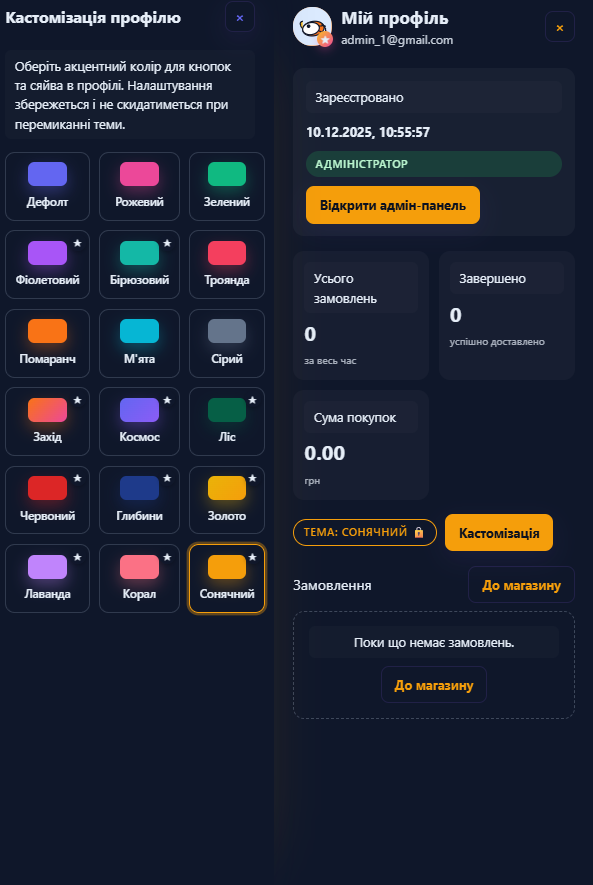 Кастомізація профілю
×
Оберіть акцентний колір для кнопок
та сяйва в профілі. Налаштування
збережеться і не скидатиметься при
перемиканні теми.
Дефолт
Рожевий
Зелений
Фіолетовий
Бірюзовий
Троянда
Помаранч
М'ята
Сірий
Захід
Космос
Ліс
Червоний
Глибини
Золото
Лаванда
Корал
Сонячний
Мій профіль
admin_1@gmail.com
×
Зареєстровано
10.12.2025, 10:55:57
АДМІНІСТРАТОР
Відкрити адмін-панель
Усього
замовлень
0
за весь час
Завершено
0
успішно доставлено
Сума покупок
0.00
грн
ТЕМА: СОНЯЧНИЙ 🔒
Кастомізація
Замовлення
До магазину
Поки що немає замовлень.
До магазину